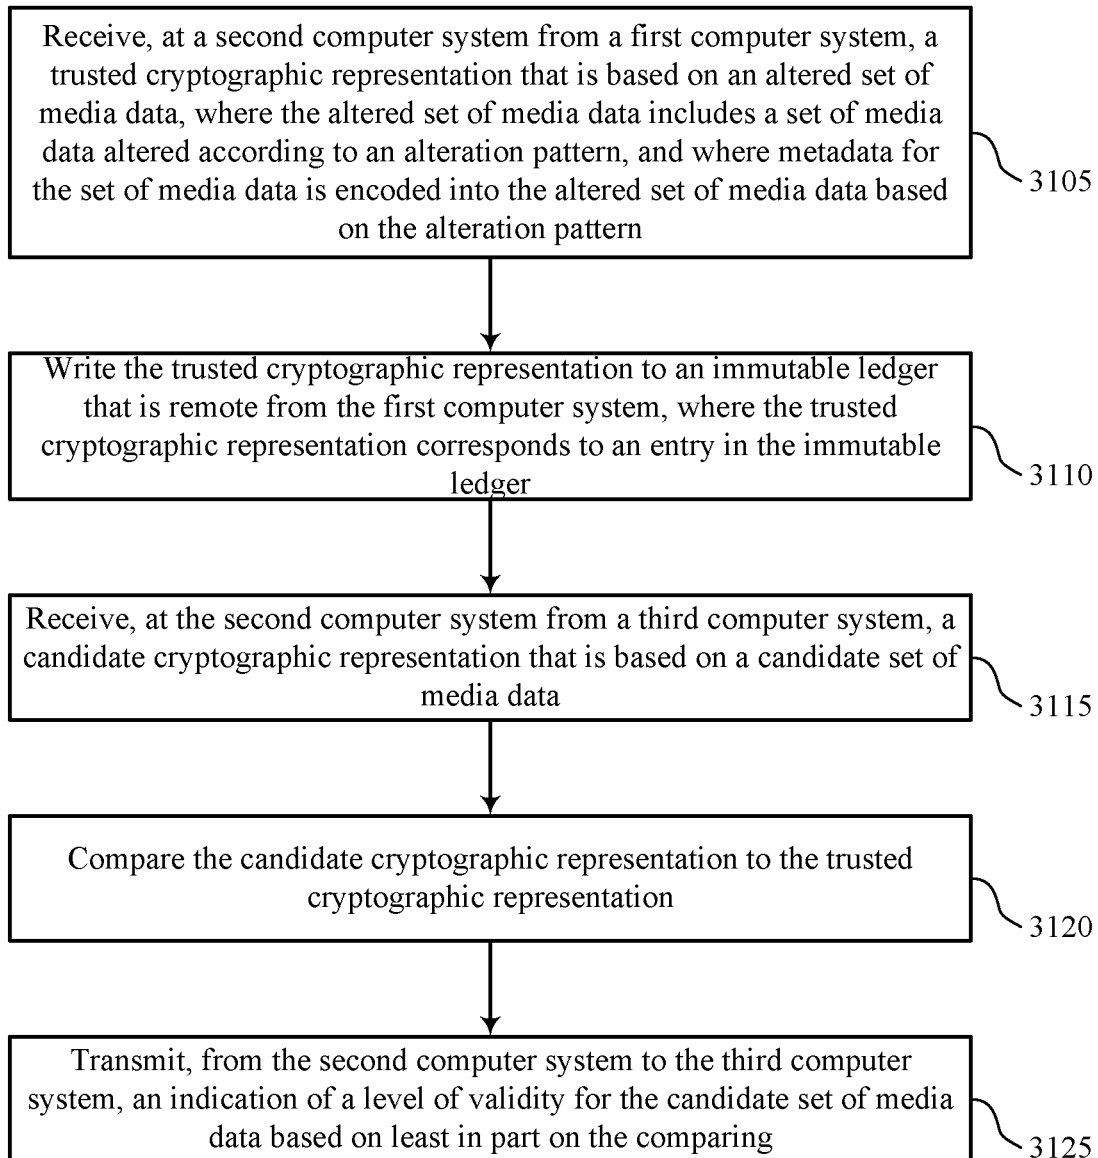 Receive, at a second computer system from a first computer system, a
trusted cryptographic representation that is based on an altered set of
media data, where the altered set of media data includes a set of media
data altered according to an alteration pattern, and where metadata for
the set of media data is encoded into the altered set of media data based
on the alteration pattern
3105
Write the trusted cryptographic representation to an immutable ledger
that is remote from the first computer system, where the trusted
cryptographic representation corresponds to an entry in the immutable
ledger
3110
Receive, at the second computer system from a third computer system, a
candidate cryptographic representation that is based on a candidate set of
media data
3115
Compare the candidate cryptographic representation to the trusted
cryptographic representation
3120
Transmit, from the second computer system to the third computer
system, an indication of a level of validity for the candidate set of media
data based on least in part on the comparing
3125